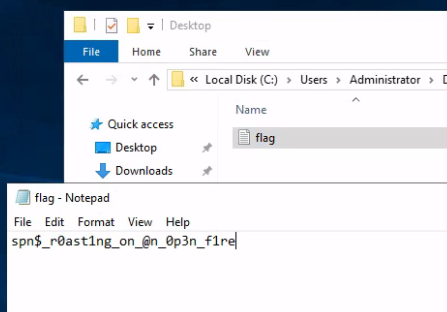 Desktop
File Home Share View
« Local Disk (C:) › Users › Administrator ›
Name
Quick access
flag
Desktop
Downloads
flag - Notepad
File Edit Format View Help
spn$_r0ast1ng_on_@n_0p3n_f1re